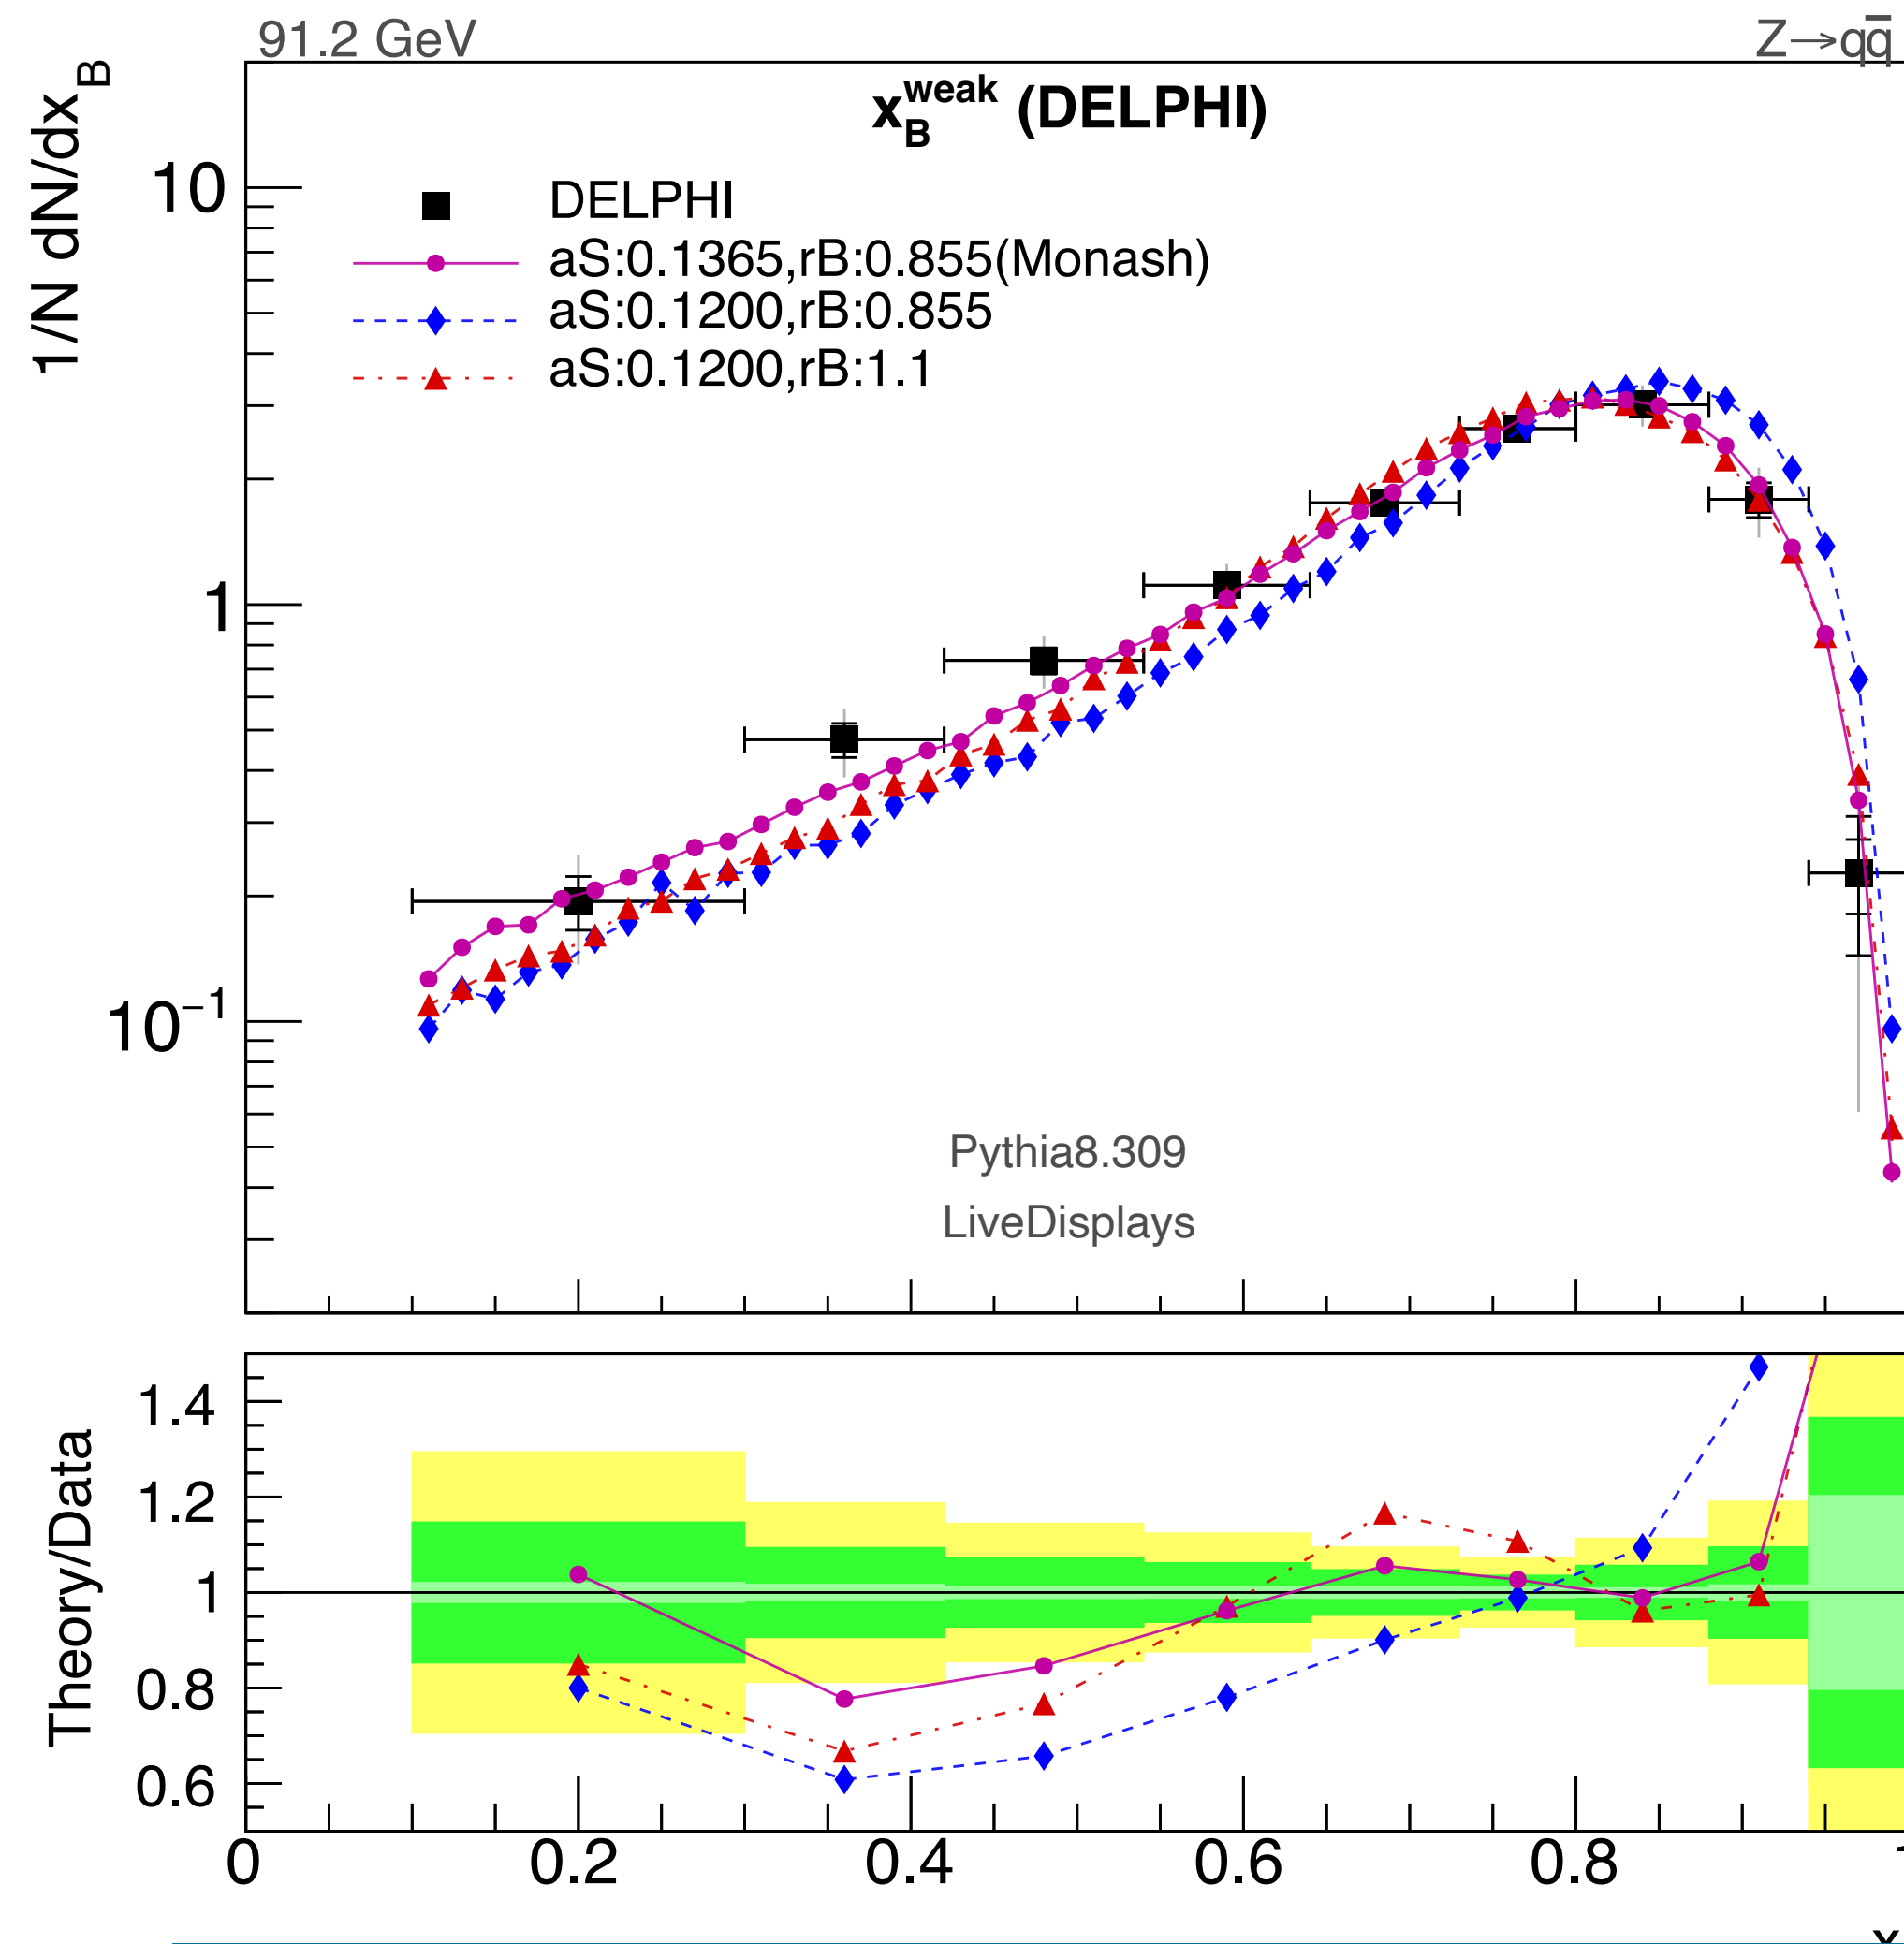 91.2 GeV Z→qq̅
1/N dN/dx_B
x_B^weak (DELPHI)
DELPHI
aS:0.1365,rB:0.855(Monash)
aS:0.1200,rB:0.855
aS:0.1200,rB:1.1
10
1
10⁻¹
Pythia8.309
LiveDisplays
Theory/Data
1.4
1.2
1
0.8
0.6
0 0.2 0.4 0.6 0.8